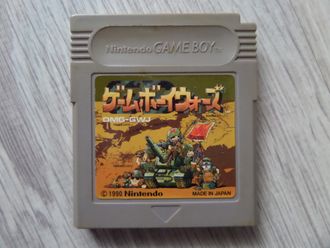 Nintendo GAME BOY™
ゲームボーイウォーズ
DMG-GWJ
© 1990 Nintendo
MADE IN JAPAN